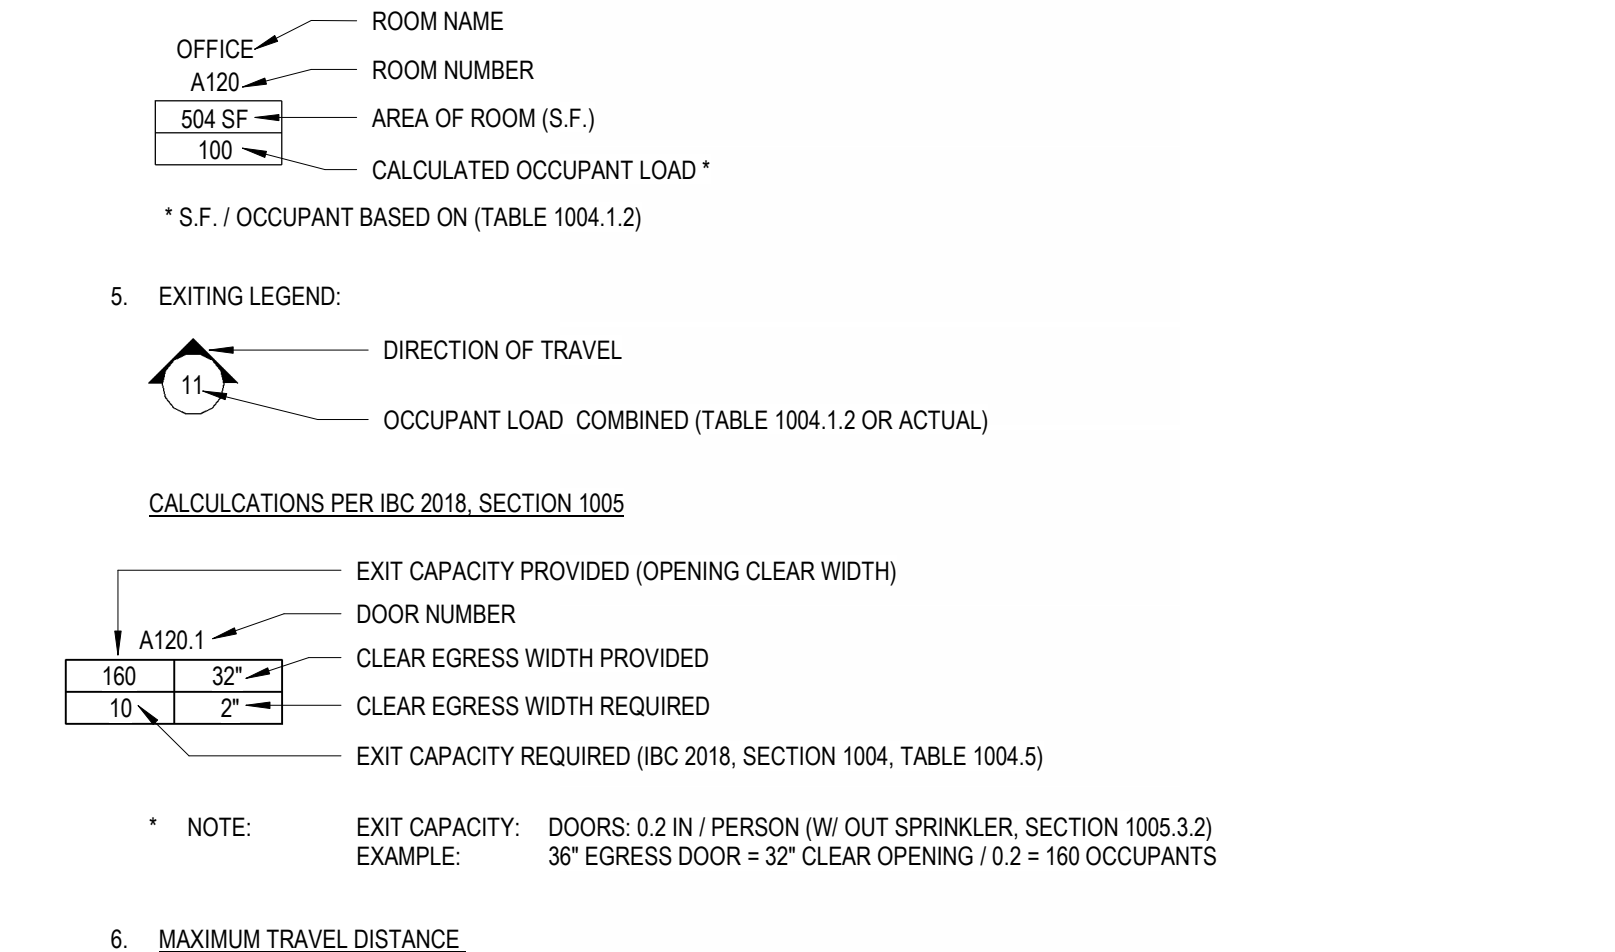 ROOM NAME
OFFICE
ROOM NUMBER
A120
504 SF AREA OF ROOM (S.F.)
100
CALCULATED OCCUPANT LOAD *
* S.F. / OCCUPANT BASED ON (TABLE 1004.1.2)
5. EXITING LEGEND:
DIRECTION OF TRAVEL
11
OCCUPANT LOAD COMBINED (TABLE 1004.1.2 OR ACTUAL)
CALCULCATIONS PER IBC 2018, SECTION 1005
EXIT CAPACITY PROVIDED (OPENING CLEAR WIDTH)
DOOR NUMBER
A120.1
CLEAR EGRESS WIDTH PROVIDED
160 32"
10 2" CLEAR EGRESS WIDTH REQUIRED
EXIT CAPACITY REQUIRED (IBC 2018, SECTION 1004, TABLE 1004.5)
* NOTE: EXIT CAPACITY: DOORS: 0.2 IN / PERSON (W/ OUT SPRINKLER, SECTION 1005.3.2)
EXAMPLE: 36" EGRESS DOOR = 32" CLEAR OPENING / 0.2 = 160 OCCUPANTS
6. MAXIMUM TRAVEL DISTANCE